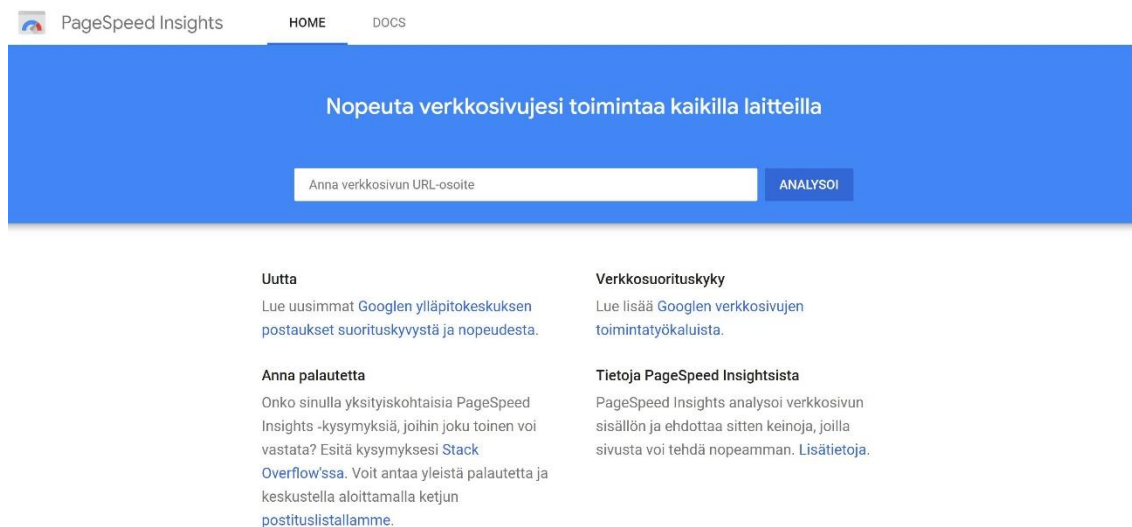 PageSpeed Insights HOME DOCS
Nopeuta verkkosivujesi toimintaa kaikilla laitteilla
Anna verkkosivun URL-osoite ANALYSOI
Uutta
Lue uusimmat Googlen ylläpitokeskuksen
postaukset suorituskyvystä ja nopeudesta.
Verkkosuorituskyky
Lue lisää Googlen verkkosivujen
toimintatyökaluista.
Anna palautetta
Onko sinulla yksityiskohtaisia PageSpeed
Insights -kysymyksiä, joihin joku toinen voi
vastata? Esitä kysymyksesi Stack
Overflow'ssa. Voit antaa yleistä palautetta ja
keskustella aloittamalla ketjun
postituslistallamme.
Tietoja PageSpeed Insightsista
PageSpeed Insights analysoi verkkosivun
sisällön ja ehdottaa sitten keinoja, joilla
sivusta voi tehdä nopeamman. Lisätietoja.